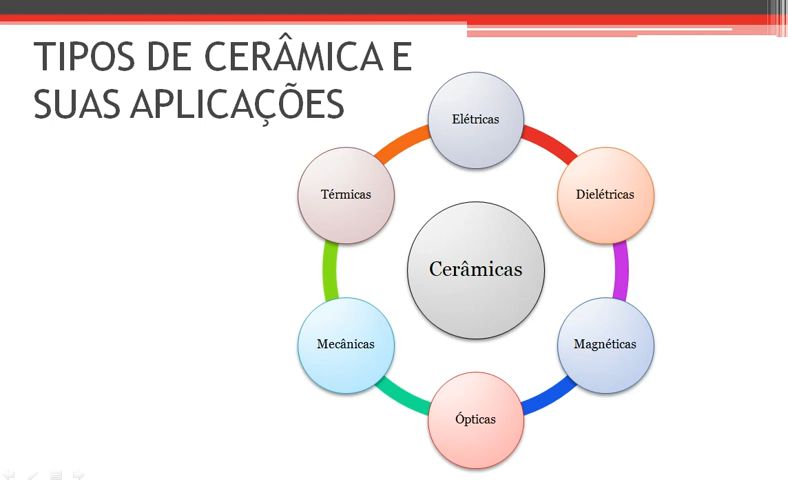 TIPOS DE CERÂMICA E
SUAS APLICAÇÕES
Elétricas
Térmicas
Dielétricas
Cerâmicas
Mecânicas
Magnéticas
Ópticas